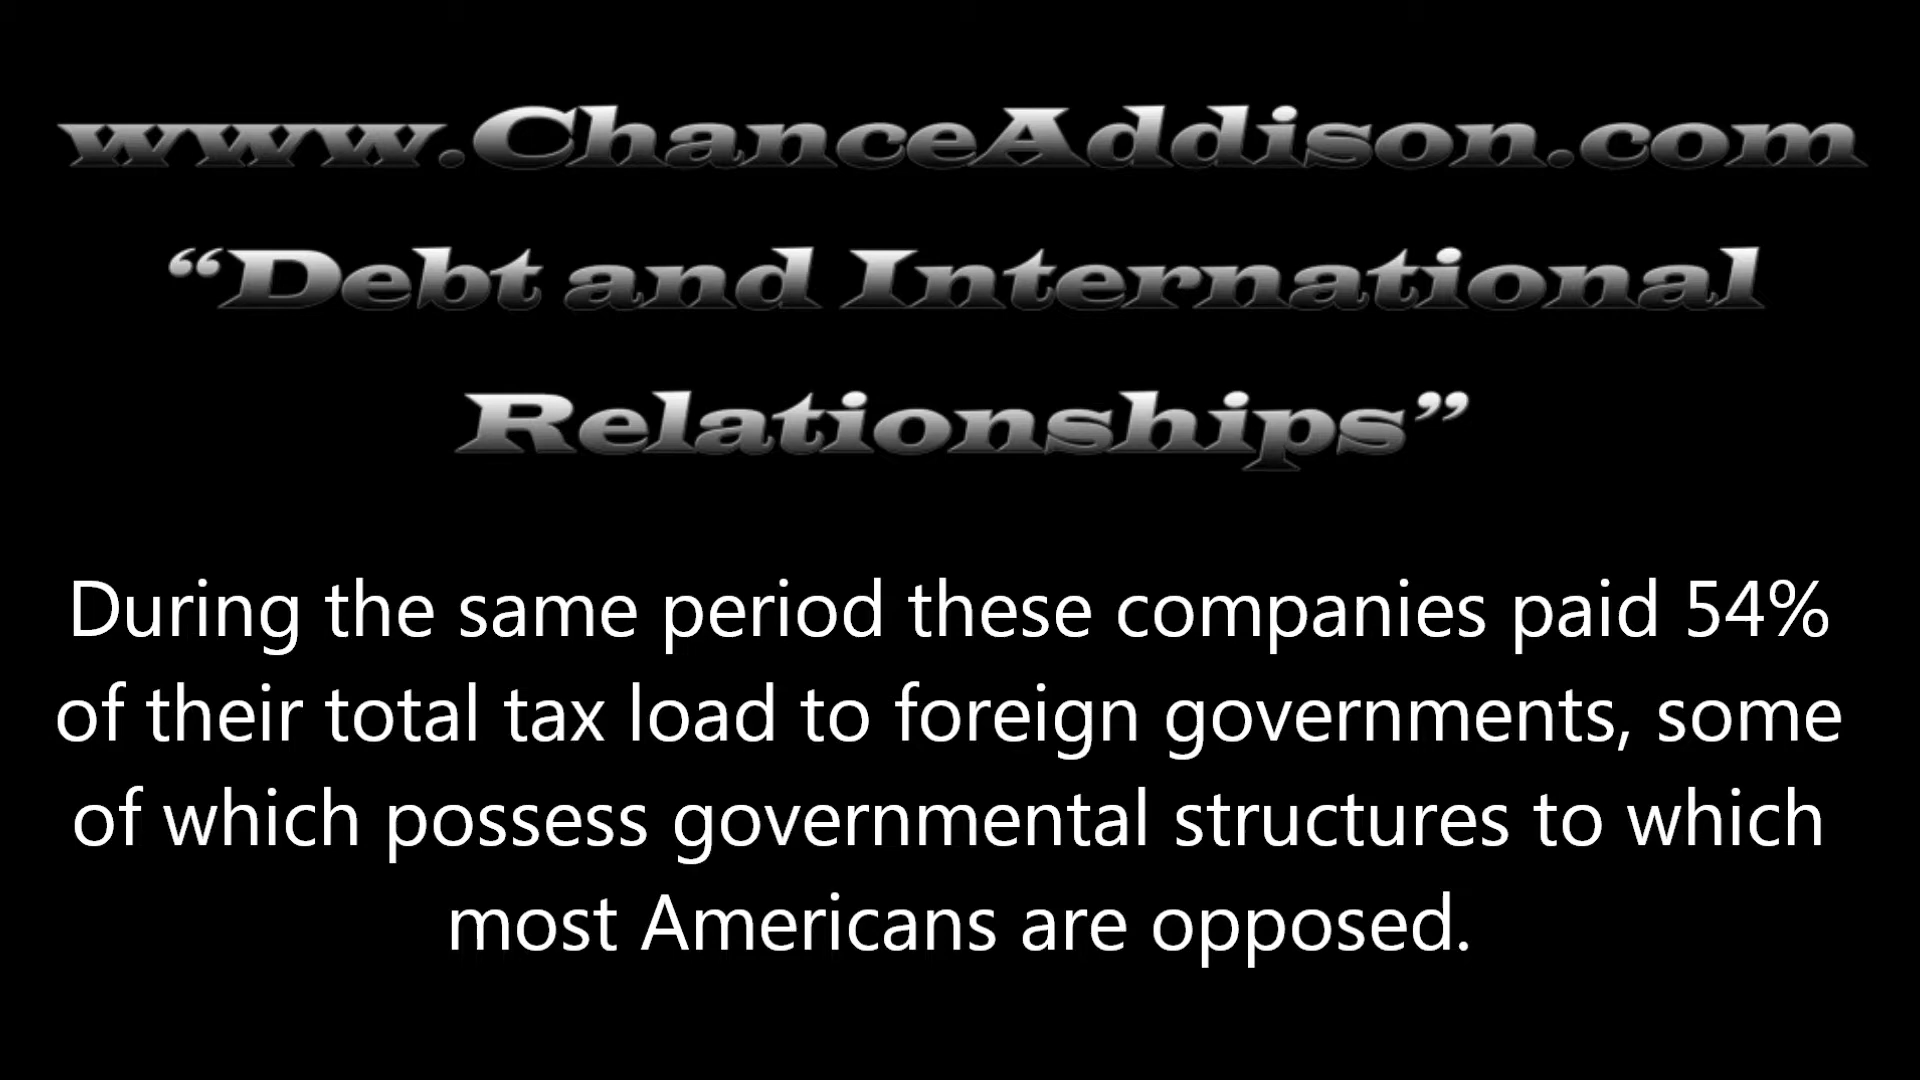 www.ChanceAddison.com
“Debt and International
Relationships”
During the same period these companies paid 54%
of their total tax load to foreign governments, some
of which possess governmental structures to which
most Americans are opposed.